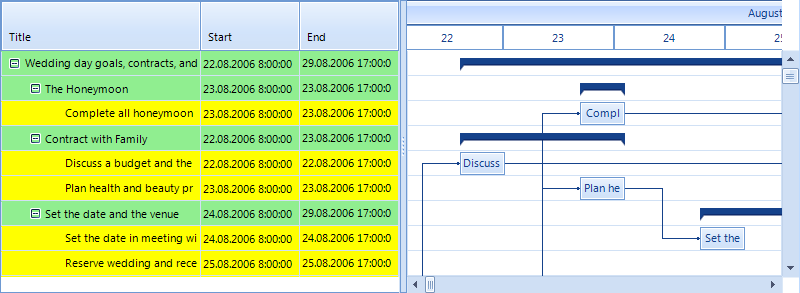 August
Title Start End
22 23 24 25
Wedding day goals, contracts, and 22.08.2006 8:00:00 29.08.2006 17:00:0
The Honeymoon 23.08.2006 8:00:00 23.08.2006 17:00:0
Complete all honeymoon 23.08.2006 8:00:00 23.08.2006 17:00:0 Compl
Contract with Family 22.08.2006 8:00:00 23.08.2006 17:00:0
Discuss a budget and the 22.08.2006 8:00:00 22.08.2006 17:00:0 Discuss
Plan health and beauty pr 23.08.2006 8:00:00 23.08.2006 17:00:0 Plan he
Set the date and the venue 24.08.2006 8:00:00 29.08.2006 17:00:0
Set the date in meeting wi 24.08.2006 8:00:00 24.08.2006 17:00:0 Set the
Reserve wedding and rece 25.08.2006 8:00:00 25.08.2006 17:00:0